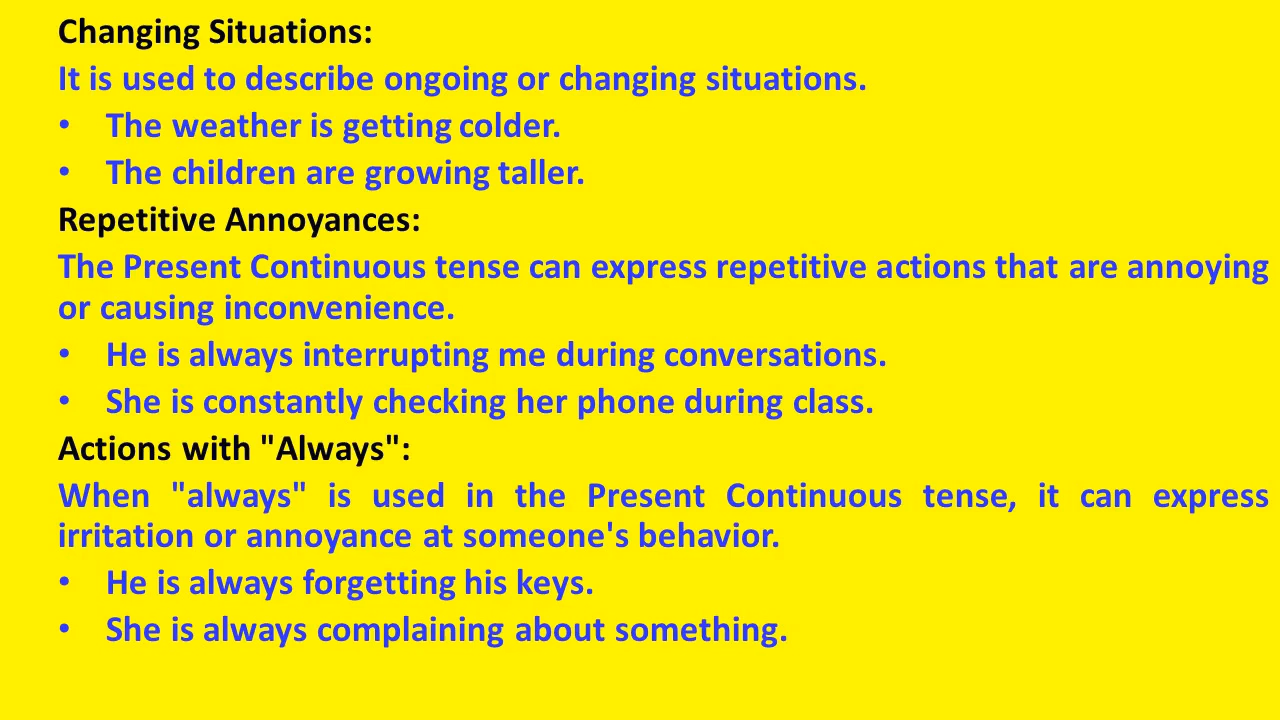 Changing Situations:
It is used to describe ongoing or changing situations.
• The weather is getting colder.
• The children are growing taller.
Repetitive Annoyances:
The Present Continuous tense can express repetitive actions that are annoying
or causing inconvenience.
• He is always interrupting me during conversations.
• She is constantly checking her phone during class.
Actions with "Always":
When "always" is used in the Present Continuous tense, it can express
irritation or annoyance at someone's behavior.
• He is always forgetting his keys.
• She is always complaining about something.